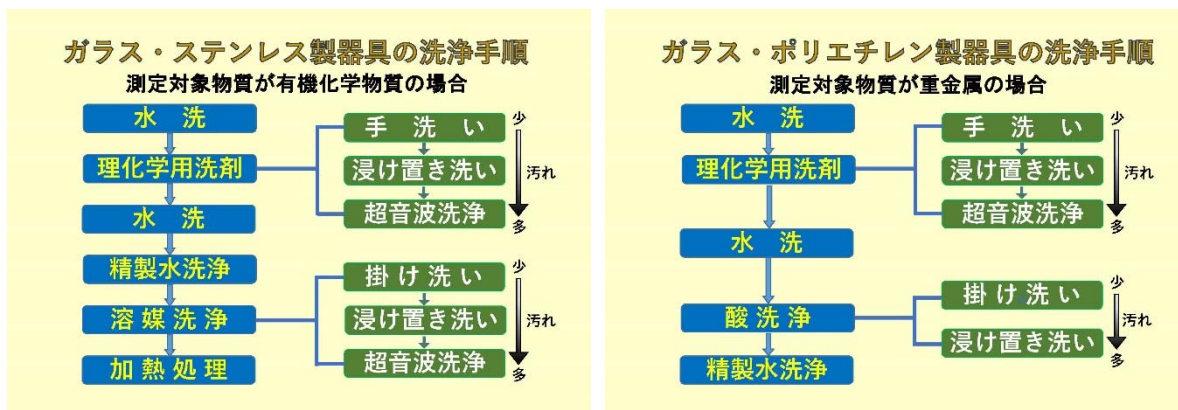 ガラス・ステンレス製器具の洗浄手順
測定対象物質が有機化学物質の場合
水 洗
理化学用洗剤
水 洗
精製水洗浄
溶媒洗浄
加熱処理
手 洗 い
浸け置き洗い
超音波洗浄
少
汚れ
多
掛け洗い
浸け置き洗い
超音波洗浄
少
汚れ
多
ガラス・ポリエチレン製器具の洗浄手順
測定対象物質が重金属の場合
水 洗
理化学用洗剤
水 洗
酸洗浄
精製水洗浄
手 洗 い
浸け置き洗い
超音波洗浄
少
汚れ
多
掛け洗い
浸け置き洗い
少
汚れ
多